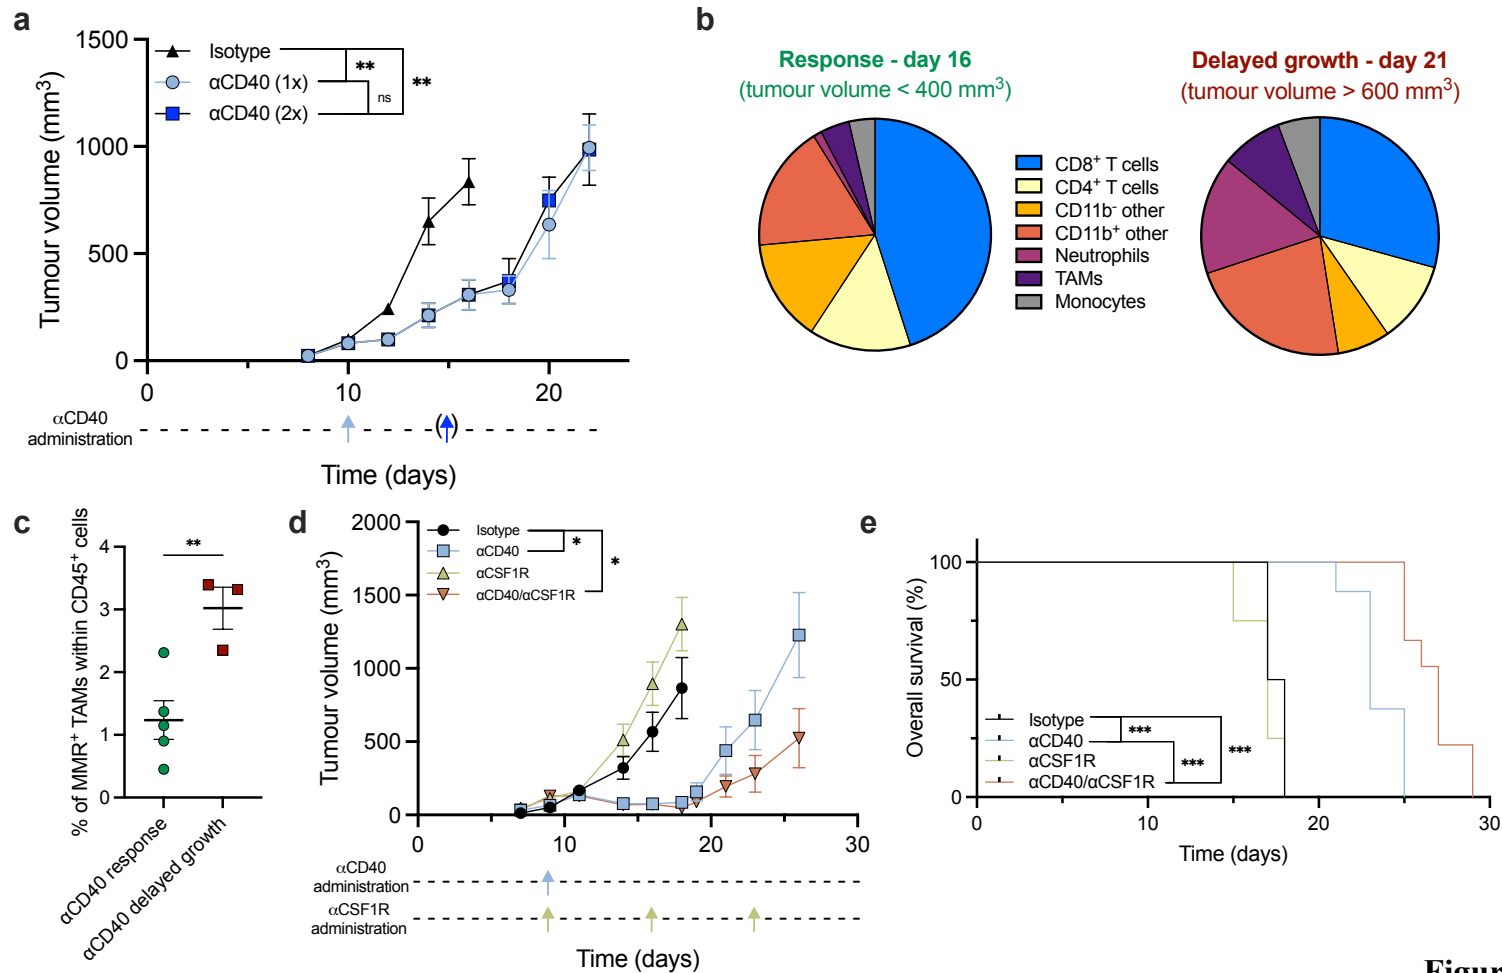 a
1500
1000
500
0
Tumour volume (mm³)
Isotype
αCD40 (1x)
αCD40 (2x)
**
ns
**
0
10
20
αCD40
administration
( )
Time (days)
b
Response - day 16
(tumour volume < 400 mm³)
Delayed growth - day 21
(tumour volume > 600 mm³)
CD8⁺ T cells
CD4⁺ T cells
CD11b⁻ other
CD11b⁺ other
Neutrophils
TAMs
Monocytes
c
% of MMR⁺ TAMs within CD45⁺ cells
4
3
2
1
0
**
αCD40 response
αCD40 delayed growth
d
2000
1500
1000
500
0
Tumour volume (mm³)
Isotype
αCD40
αCSF1R
αCD40/αCSF1R
*
*
0
10
20
30
αCD40
administration
αCSF1R
administration
Time (days)
e
100
50
0
Overall survival (%)
Isotype
αCD40
αCSF1R
αCD40/αCSF1R
***
***
***
0
10
20
30
Time (days)
Figur